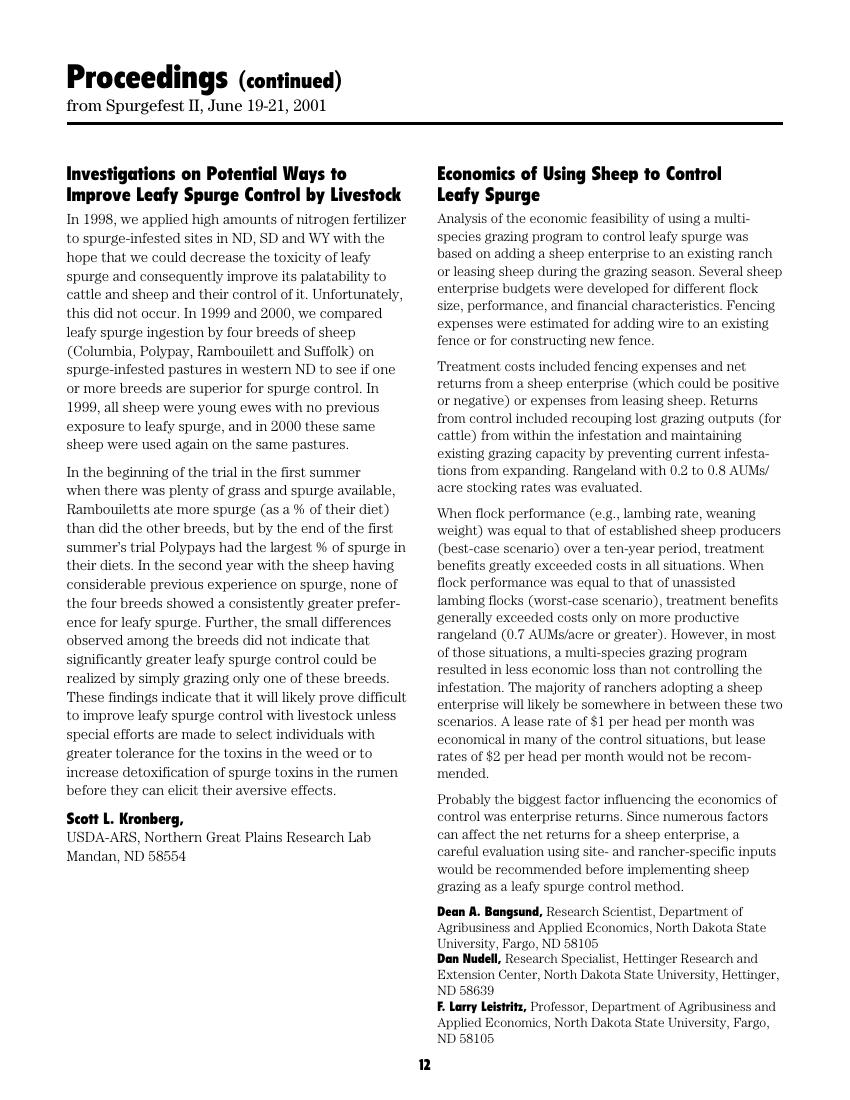 Proceedings (continued)
from Spurgefest II, June 19-21, 2001
Investigations on Potential Ways to
Improve Leafy Spurge Control by Livestock
In 1998, we applied high amounts of nitrogen fertilizer
to spurge-infested sites in ND, SD and WY with the
hope that we could decrease the toxicity of leafy
spurge and consequently improve its palatability to
cattle and sheep and their control of it. Unfortunately,
this did not occur. In 1999 and 2000, we compared
leafy spurge ingestion by four breeds of sheep
(Columbia, Polypay, Rambouilett and Suffolk) on
spurge-infested pastures in western ND to see if one
or more breeds are superior for spurge control. In
1999, all sheep were young ewes with no previous
exposure to leafy spurge, and in 2000 these same
sheep were used again on the same pastures.
In the beginning of the trial in the first summer
when there was plenty of grass and spurge available,
Rambouiletts ate more spurge (as a % of their diet)
than did the other breeds, but by the end of the first
summer's trial Polypays had the largest % of spurge in
their diets. In the second year with the sheep having
considerable previous experience on spurge, none of
the four breeds showed a consistently greater prefer-
ence for leafy spurge. Further, the small differences
observed among the breeds did not indicate that
significantly greater leafy spurge control could be
realized by simply grazing only one of these breeds.
These findings indicate that it will likely prove difficult
to improve leafy spurge control with livestock unless
special efforts are made to select individuals with
greater tolerance for the toxins in the weed or to
increase detoxification of spurge toxins in the rumen
before they can elicit their aversive effects.
Scott L. Kronberg,
USDA-ARS, Northern Great Plains Research Lab
Mandan, ND 58554
Economics of Using Sheep to Control
Leafy Spurge
Analysis of the economic feasibility of using a multi-
species grazing program to control leafy spurge was
based on adding a sheep enterprise to an existing ranch
or leasing sheep during the grazing season. Several sheep
enterprise budgets were developed for different flock
size, performance, and financial characteristics. Fencing
expenses were estimated for adding wire to an existing
fence or for constructing new fence.
Treatment costs included fencing expenses and net
returns from a sheep enterprise (which could be positive
or negative) or expenses from leasing sheep. Returns
from control included recouping lost grazing outputs (for
cattle) from within the infestation and maintaining
existing grazing capacity by preventing current infesta-
tions from expanding. Rangeland with 0.2 to 0.8 AUMs/
acre stocking rates was evaluated.
When flock performance (e.g., lambing rate, weaning
weight) was equal to that of established sheep producers
(best-case scenario) over a ten-year period, treatment
benefits greatly exceeded costs in all situations. When
flock performance was equal to that of unassisted
lambing flocks (worst-case scenario), treatment benefits
generally exceeded costs only on more productive
rangeland (0.7 AUMs/acre or greater). However, in most
of those situations, a multi-species grazing program
resulted in less economic loss than not controlling the
infestation. The majority of ranchers adopting a sheep
enterprise will likely be somewhere in between these two
scenarios. A lease rate of $1 per head per month was
economical in many of the control situations, but lease
rates of $2 per head per month would not be recom-
mended.
Probably the biggest factor influencing the economics of
control was enterprise returns. Since numerous factors
can affect the net returns for a sheep enterprise, a
careful evaluation using site- and rancher-specific inputs
would be recommended before implementing sheep
grazing as a leafy spurge control method.
Dean A. Bangsund, Research Scientist, Department of
Agribusiness and Applied Economics, North Dakota State
University, Fargo, ND 58105
Dan Nudell, Research Specialist, Hettinger Research and
Extension Center, North Dakota State University, Hettinger,
ND 58639
F. Larry Leistritz, Professor, Department of Agribusiness and
Applied Economics, North Dakota State University, Fargo,
ND 58105
12